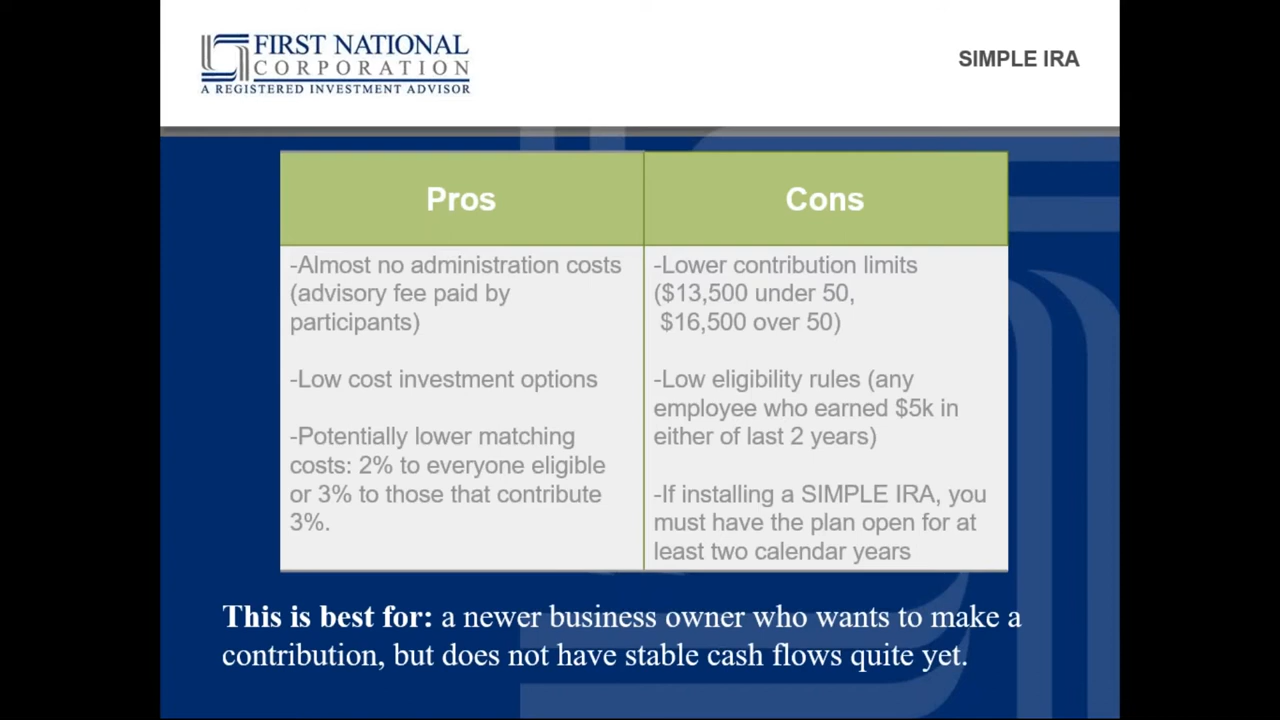 FIRST NATIONAL
CORPORATION
A REGISTERED INVESTMENT ADVISOR
SIMPLE IRA
Pros
-Almost no administration costs
(advisory fee paid by
participants)
-Low cost investment options
-Potentially lower matching
costs: 2% to everyone eligible
or 3% to those that contribute
3%.
Cons
-Lower contribution limits
($13,500 under 50,
$16,500 over 50)
-Low eligibility rules (any
employee who earned $5k in
either of last 2 years)
-If installing a SIMPLE IRA, you
must have the plan open for at
least two calendar years
This is best for: a newer business owner who wants to make a
contribution, but does not have stable cash flows quite yet.